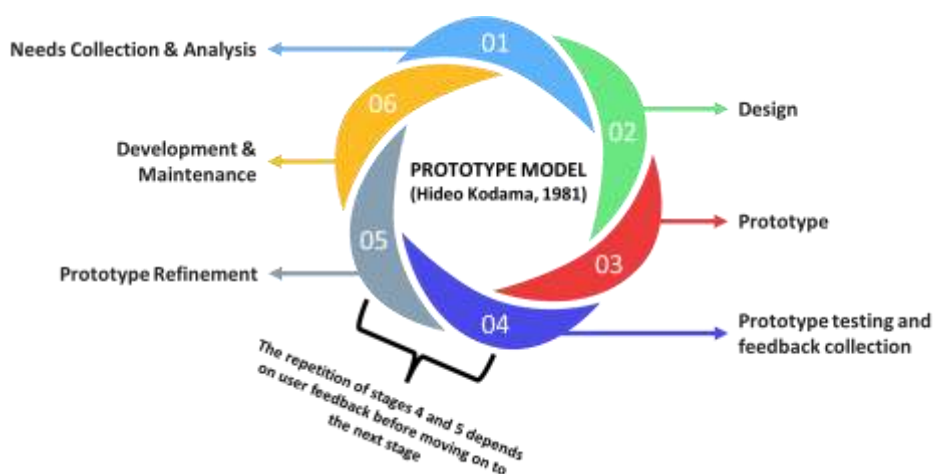 01
Needs Collection & Analysis
02
Design
03
Prototype
04
Prototype testing and
feedback collection
05
Prototype Refinement
06
Development &
Maintenance
PROTOTYPE MODEL
(Hideo Kodama, 1981)
The repetition of stages 4 and 5 depends
on user feedback before moving on to
the next stage